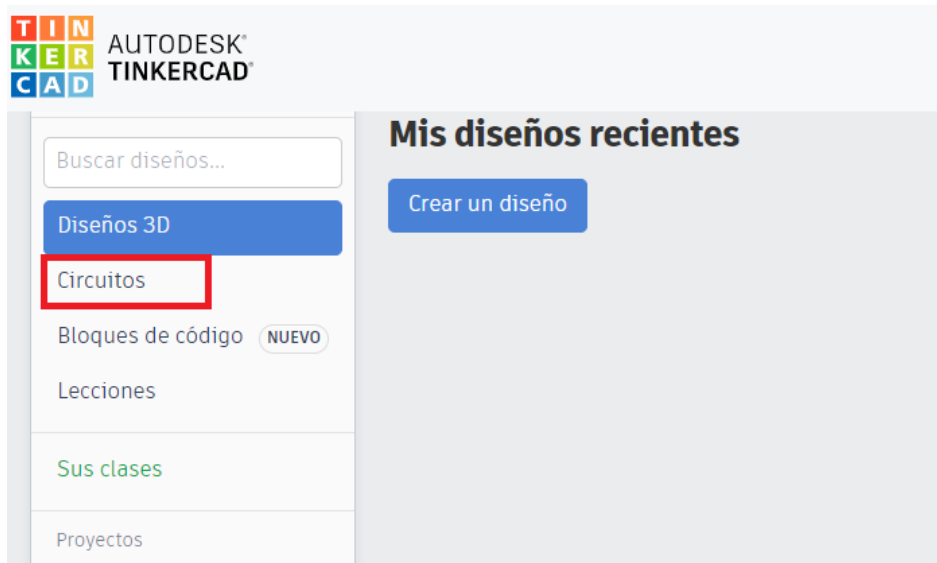 TIN
KER
CAD
AUTODESK®
TINKERCAD®
Buscar diseños...
Diseños 3D
Circuitos
Bloques de código NUEVO
Lecciones
Sus clases
Proyectos
Mis diseños recientes
Crear un diseño